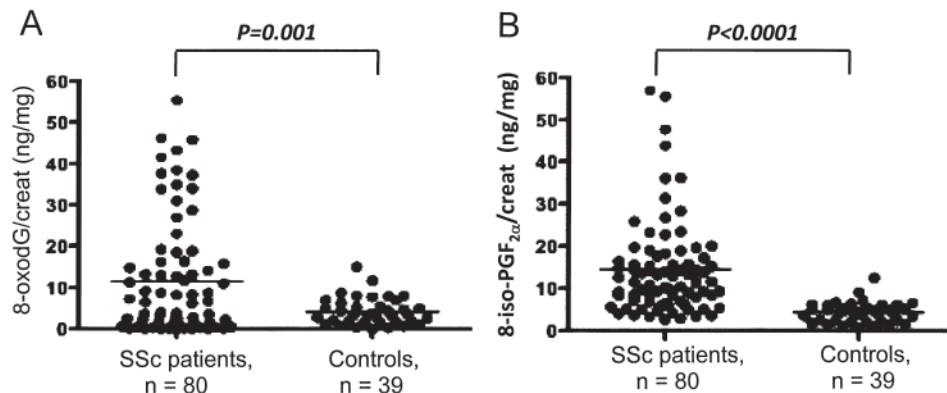 A
P=0.001
8-oxodG/creat (ng/mg)
60
50
40
30
20
10
0
SSc patients,
n = 80
Controls,
n = 39
B
P<0.0001
8-iso-PGF2α/creat (ng/mg)
60
50
40
30
20
10
0
SSc patients,
n = 80
Controls,
n = 39